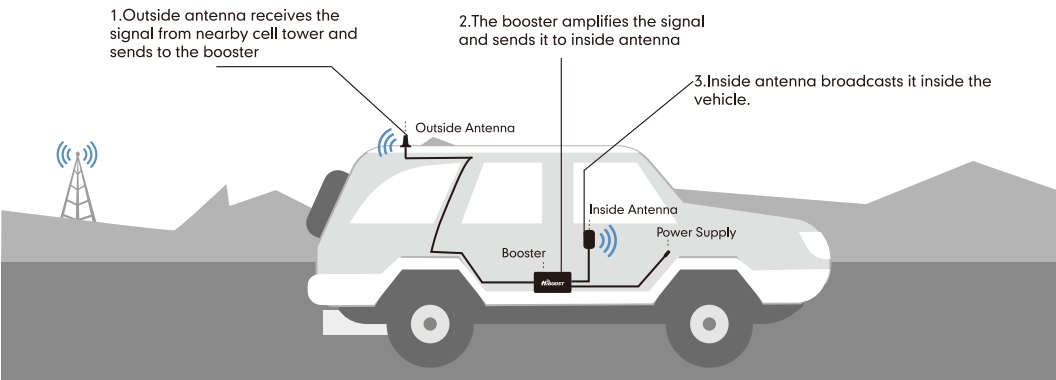 1.Outside antenna receives the
signal from nearby cell tower and
sends to the booster
2.The booster amplifies the signal
and sends it to inside antenna
3.Inside antenna broadcasts it inside the
vehicle.
Outside Antenna
Inside Antenna
Power Supply
Booster
HiBOOST